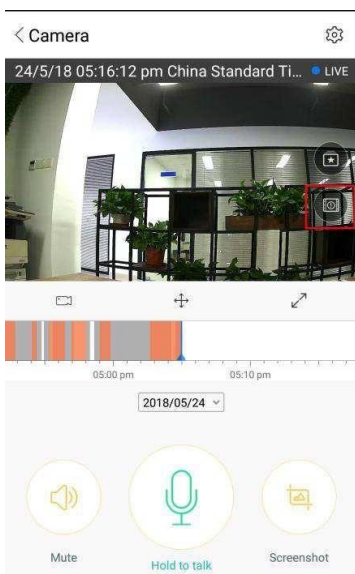 Camera
24/5/18 05:16:12 pm China Standard Ti... LIVE
05:00 pm 05:10 pm
2018/05/24
Mute Hold to talk Screenshot